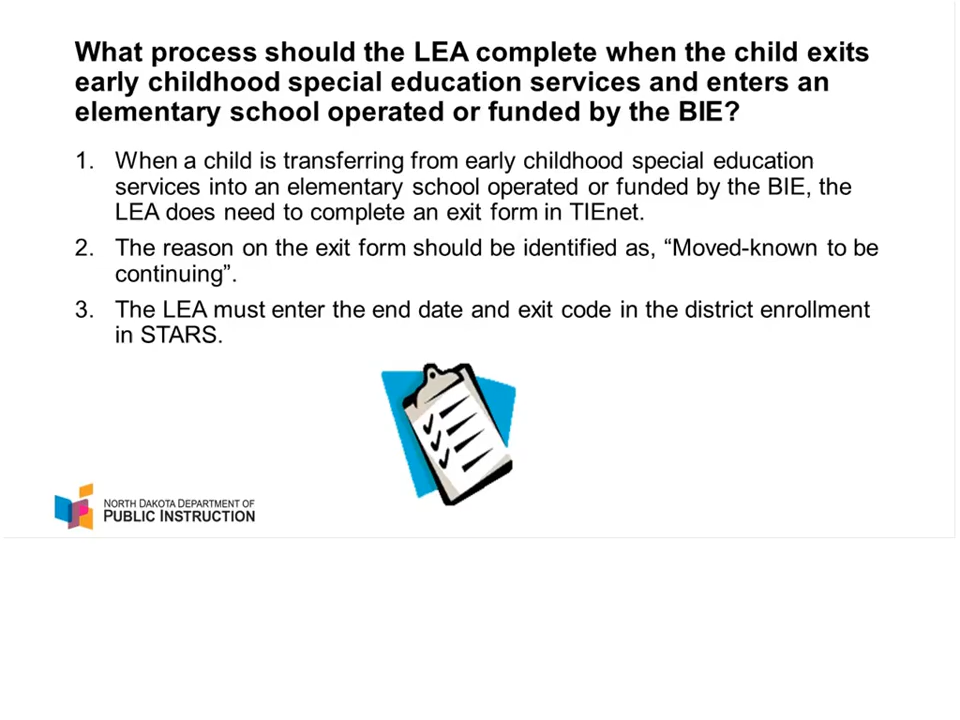 What process should the LEA complete when the child exits
early childhood special education services and enters an
elementary school operated or funded by the BIE?
1. When a child is transferring from early childhood special education
services into an elementary school operated or funded by the BIE, the
LEA does need to complete an exit form in TIEnet.
2. The reason on the exit form should be identified as, “Moved-known to be
continuing”.
3. The LEA must enter the end date and exit code in the district enrollment
in STARS.
NORTH DAKOTA DEPARTMENT OF
PUBLIC INSTRUCTION